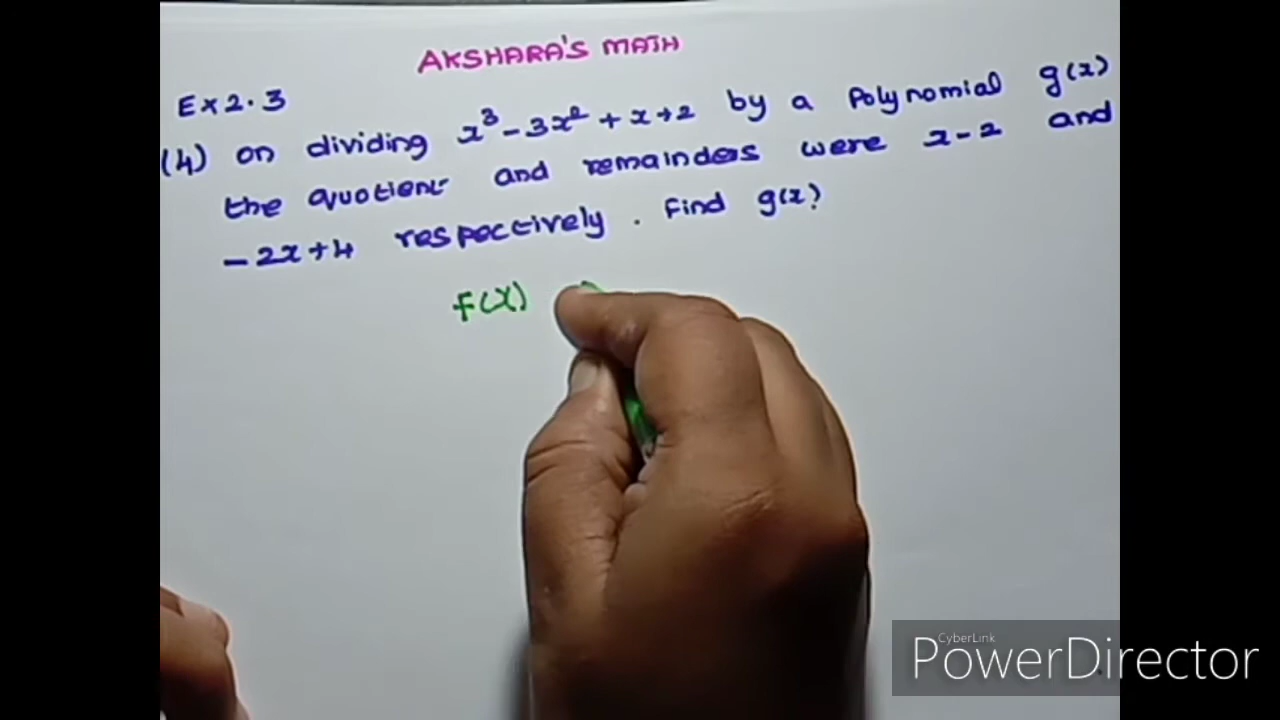 AKSHARA'S MATH
Ex 2.3
(4) on dividing x³ - 3x² + x + 2 by a polynomial g(x)
the quotient and remainders were x - 2 and
- 2x + 4 respectively. Find g(x)?
f(x)
CyberLink
PowerDirector